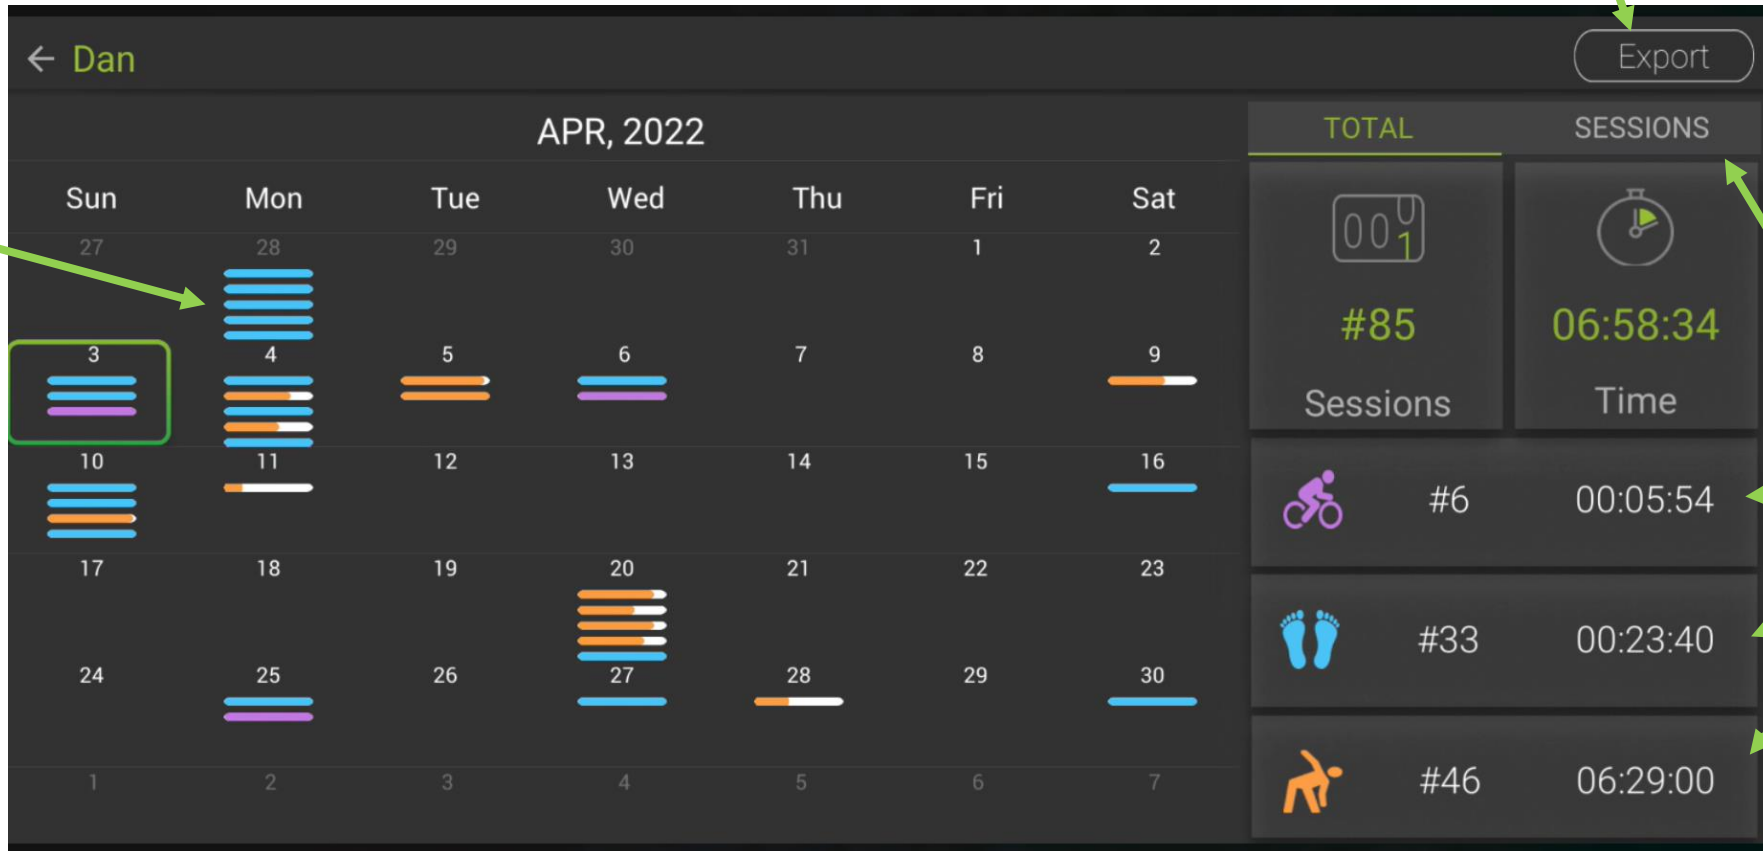 ← Dan
Export
APR, 2022
TOTAL SESSIONS
Sun Mon Tue Wed Thu Fri Sat
27 28 29 30 31 1 2
3 4 5 6 7 8 9
10 11 12 13 14 15 16
17 18 19 20 21 22 23
24 25 26 27 28 29 30
1 2 3 4 5 6 7
00 0 1
#85 06:58:34
Sessions Time
#6 00:05:54
#33 00:23:40
#46 06:29:00